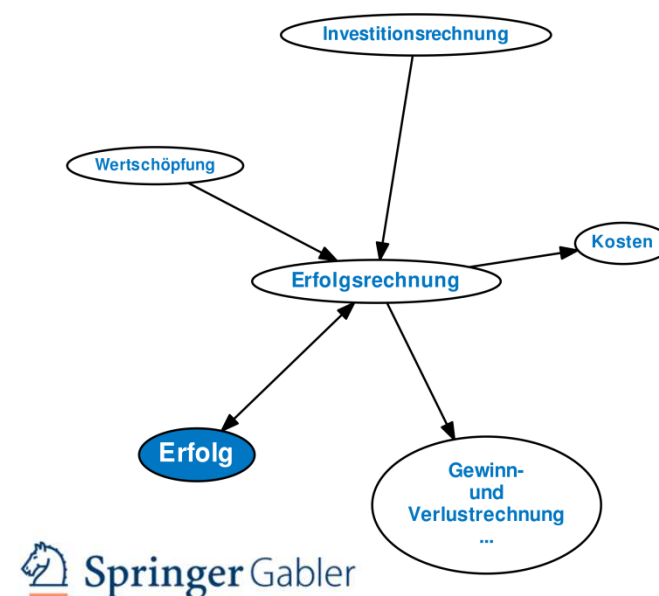 Investitionsrechnung
Wertschöpfung
Kosten
Erfolgsrechnung
Erfolg
Gewinn-
und
Verlustrechnung
...
Springer Gabler